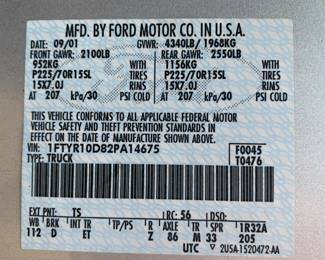 MFD. BY FORD MOTOR CO. IN U.S.A.
DATE: 09/01 GVWR: 4340LB/ 1968KG
FRONT GAWR: 2100LB REAR GAWR: 2550LB
952KG WITH 1156KG WITH
P225/70R15SL TIRES P225/70R15SL TIRES
15X7.0J RIMS 15X7.0J RIMS
AT 207 kPa/30 PSI COLD AT 207 kPa/30 PSI COLD
THIS VEHICLE CONFORMS TO ALL APPLICABLE FEDERAL MOTOR
VEHICLE SAFETY AND THEFT PREVENTION STANDARDS IN
EFFECT ON THE DATE OF MANUFACTURE SHOWN ABOVE.
VIN: 1FTYR10D82PA14675 F0045
TYPE: TRUCK T0476
EXT PNT: TS RC: 56 DSO:
WB BRK INT TR TP/PS R AXLE TR SPR 1R32A
112 D ET Z 86 M 33 205
UTC 2U5A-1520472-AA